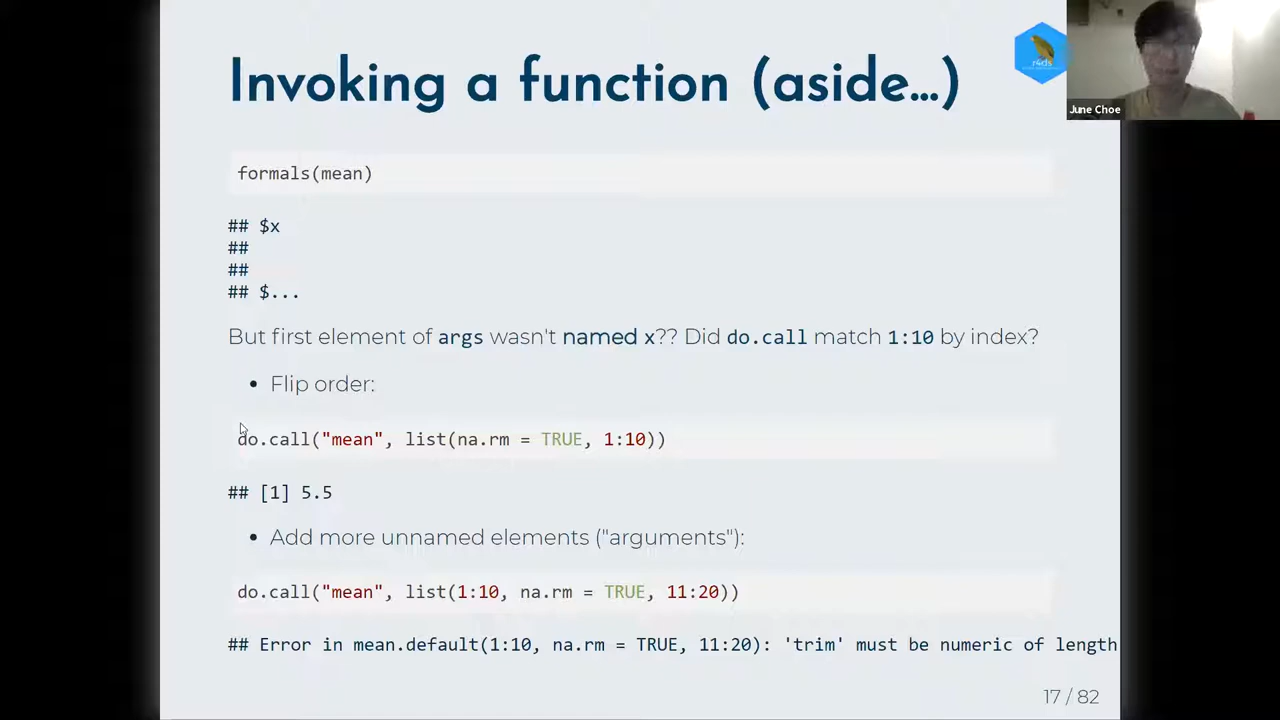 Invoking a function (aside...)
r4ds
June Choe
formals(mean)
## $x
##
##
## $...
But first element of args wasn't named x?? Did do.call match 1:10 by index?
• Flip order:
do.call("mean", list(na.rm = TRUE, 1:10))
## [1] 5.5
• Add more unnamed elements ("arguments"):
do.call("mean", list(1:10, na.rm = TRUE, 11:20))
## Error in mean.default(1:10, na.rm = TRUE, 11:20): 'trim' must be numeric of length
17 / 82